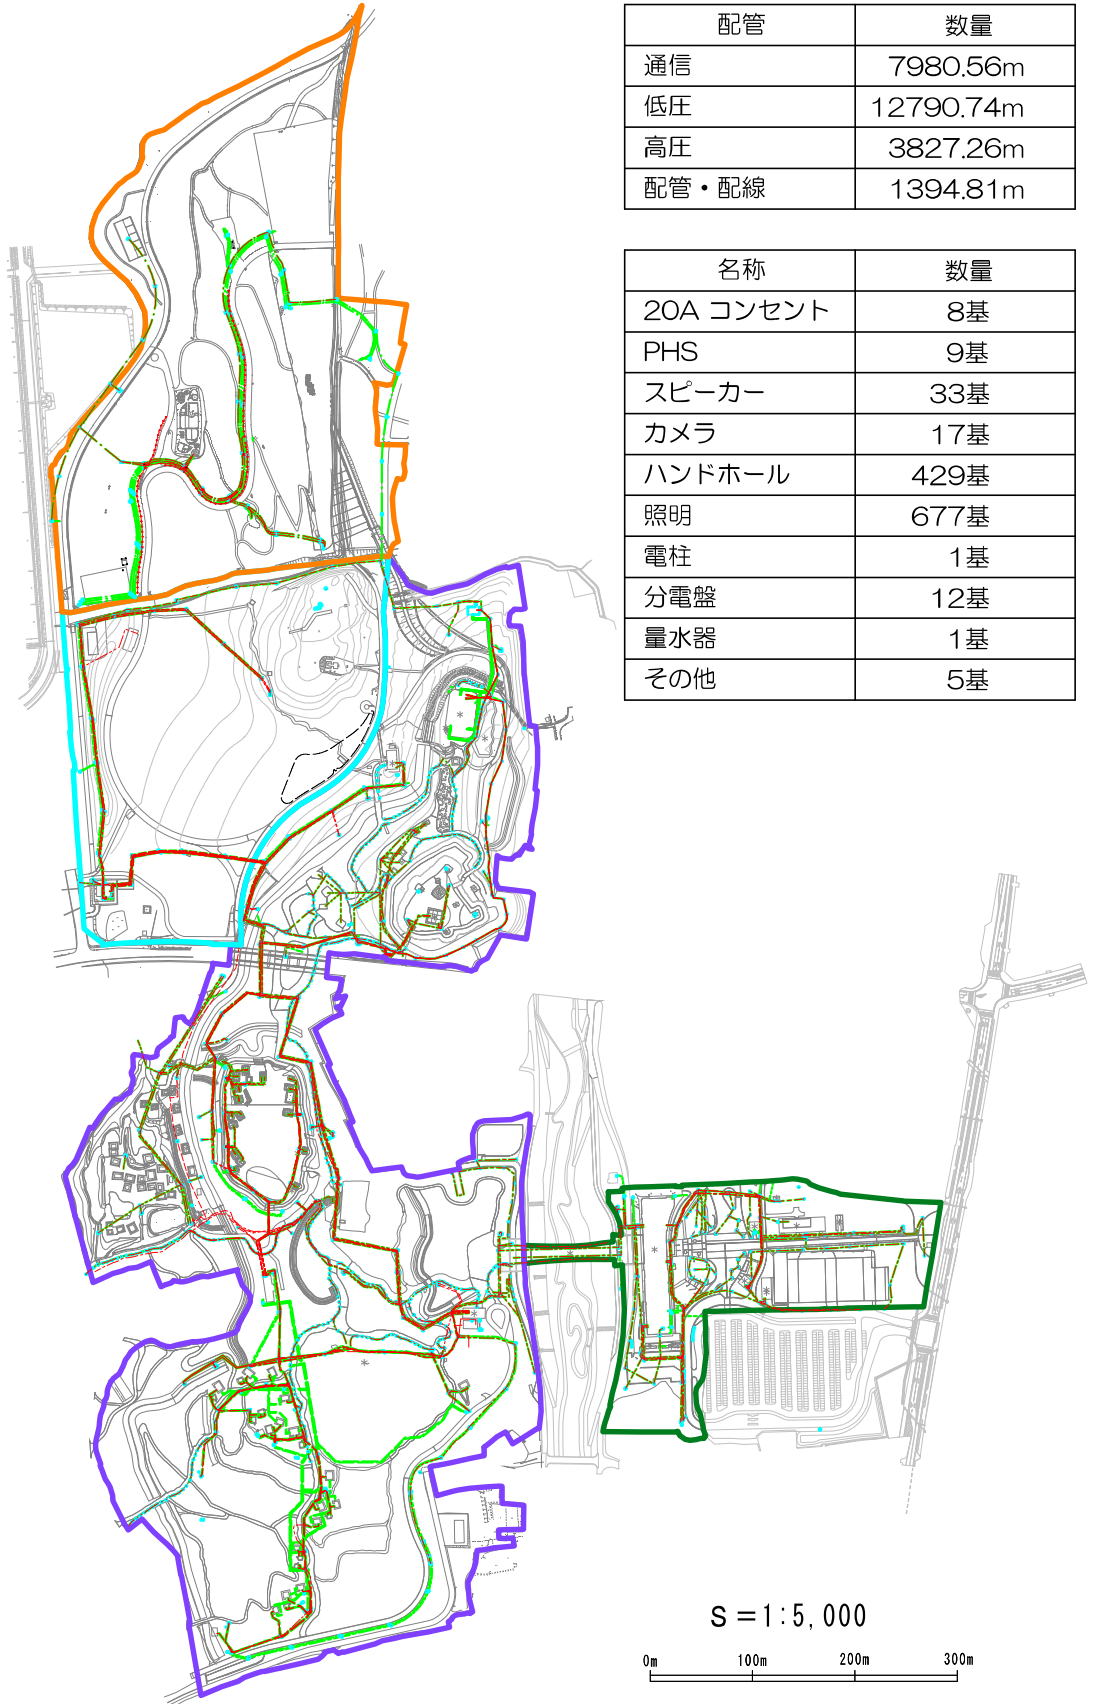 配管 数量
通信 7980.56m
低圧 12790.74m
高圧 3827.26m
配管・配線 1394.81m
名称 数量
20A コンセント 8基
PHS 9基
スピーカー 33基
カメラ 17基
ハンドホール 429基
照明 677基
電柱 1基
分電盤 12基
量水器 1基
その他 5基
S=1:5,000
0m 100m 200m 300m